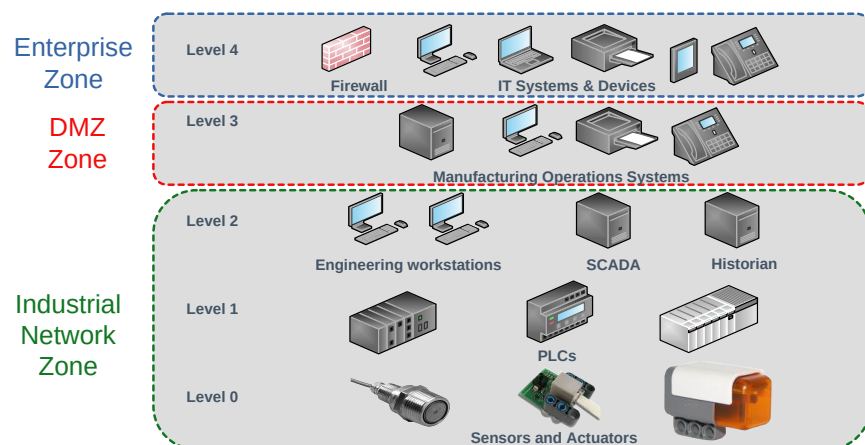 Enterprise
Zone
Level 4
Firewall
IT Systems & Devices
DMZ
Zone
Level 3
Manufacturing Operations Systems
Industrial
Network
Zone
Level 2
Engineering workstations
SCADA
Historian
Level 1
PLCs
Level 0
Sensors and Actuators